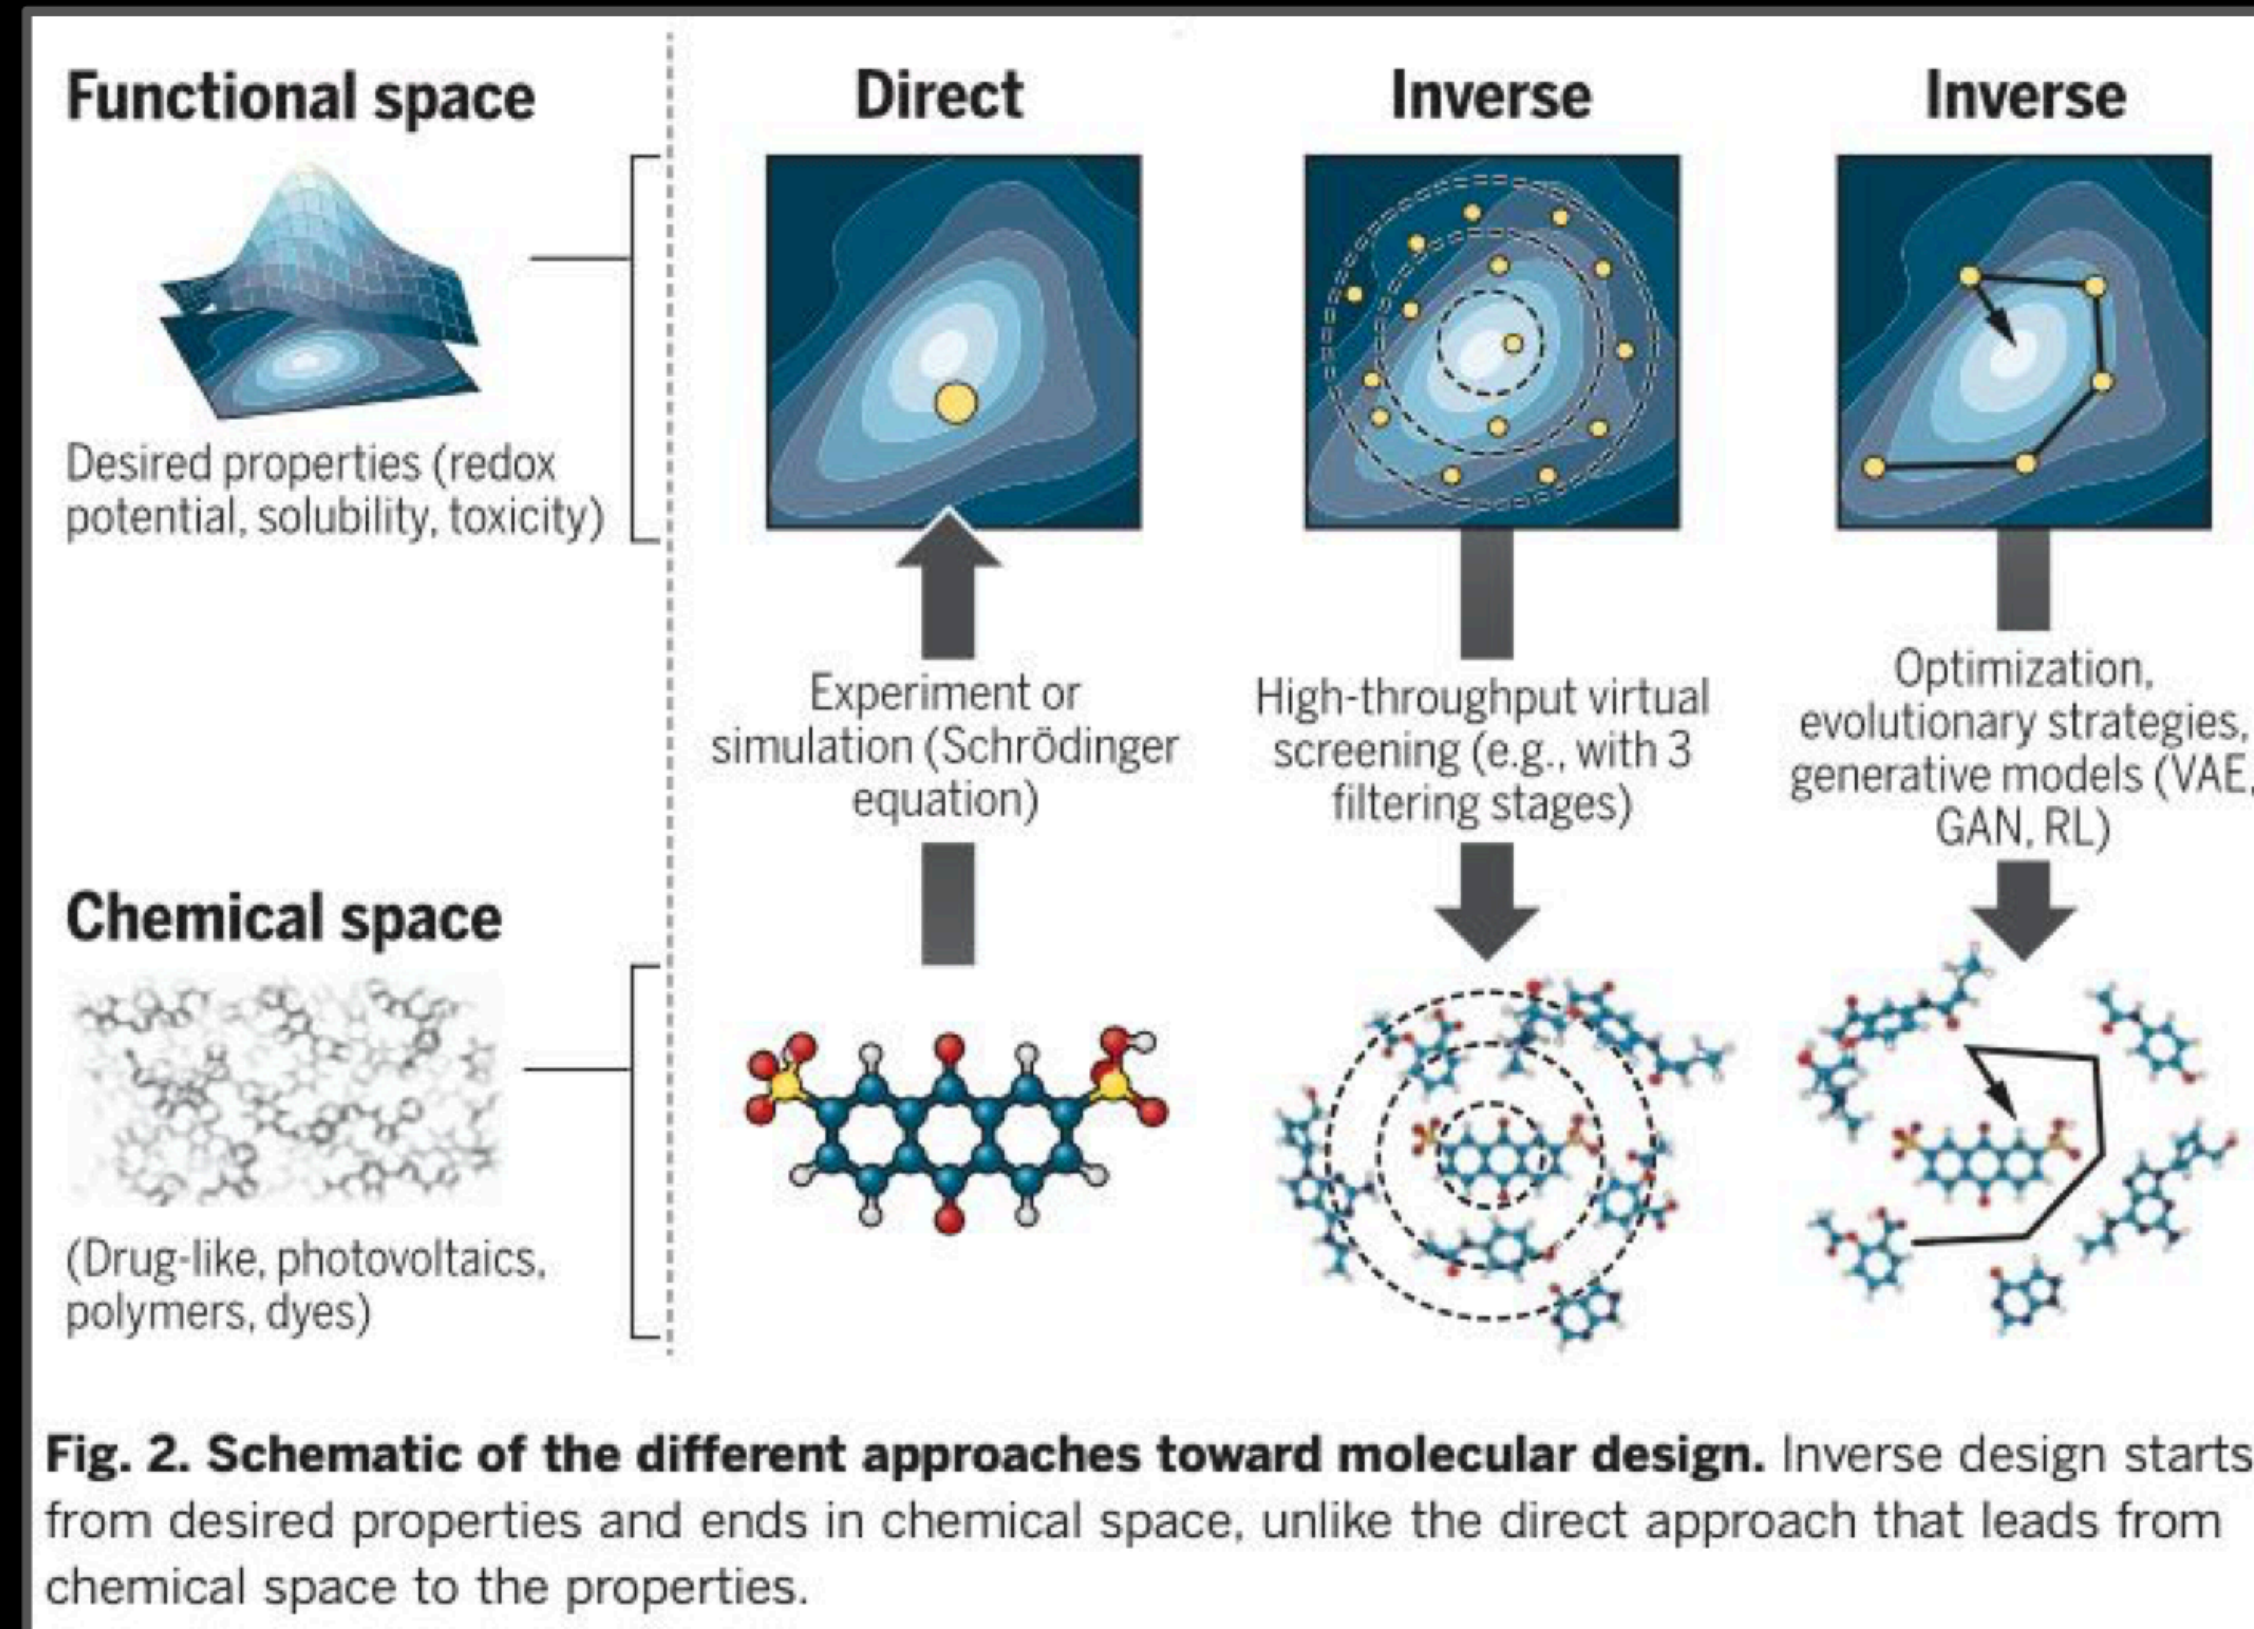 Functional space
Desired properties (redox
potential, solubility, toxicity)
Chemical space
(Drug-like, photovoltaics,
polymers, dyes)
Direct
Experiment or
simulation (Schrödinger
equation)
Inverse
High-throughput virtual
screening (e.g., with 3
filtering stages)
Inverse
Optimization,
evolutionary strategies,
generative models (VAE,
GAN, RL)
Fig. 2. Schematic of the different approaches toward molecular design. Inverse design starts
from desired properties and ends in chemical space, unlike the direct approach that leads from
chemical space to the properties.